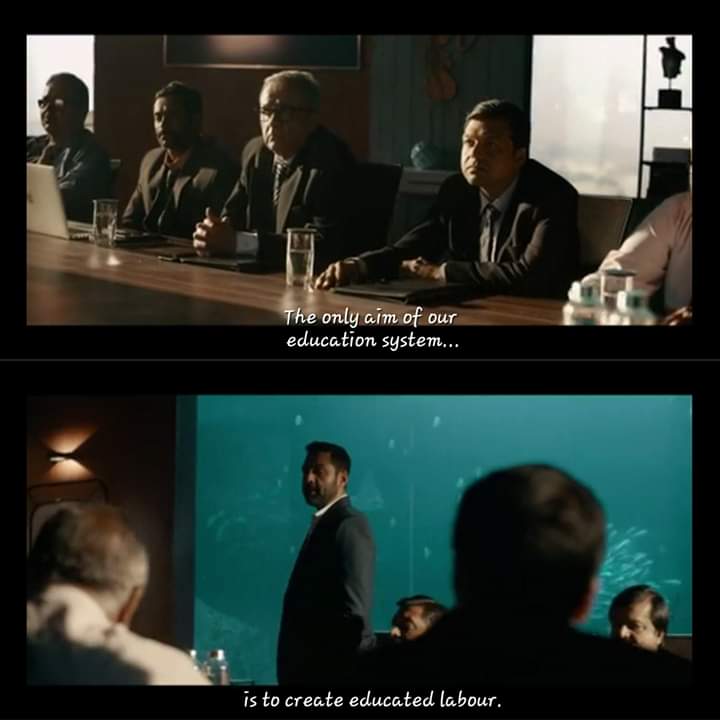 The only aim of our
education system...
is to create educated labour.